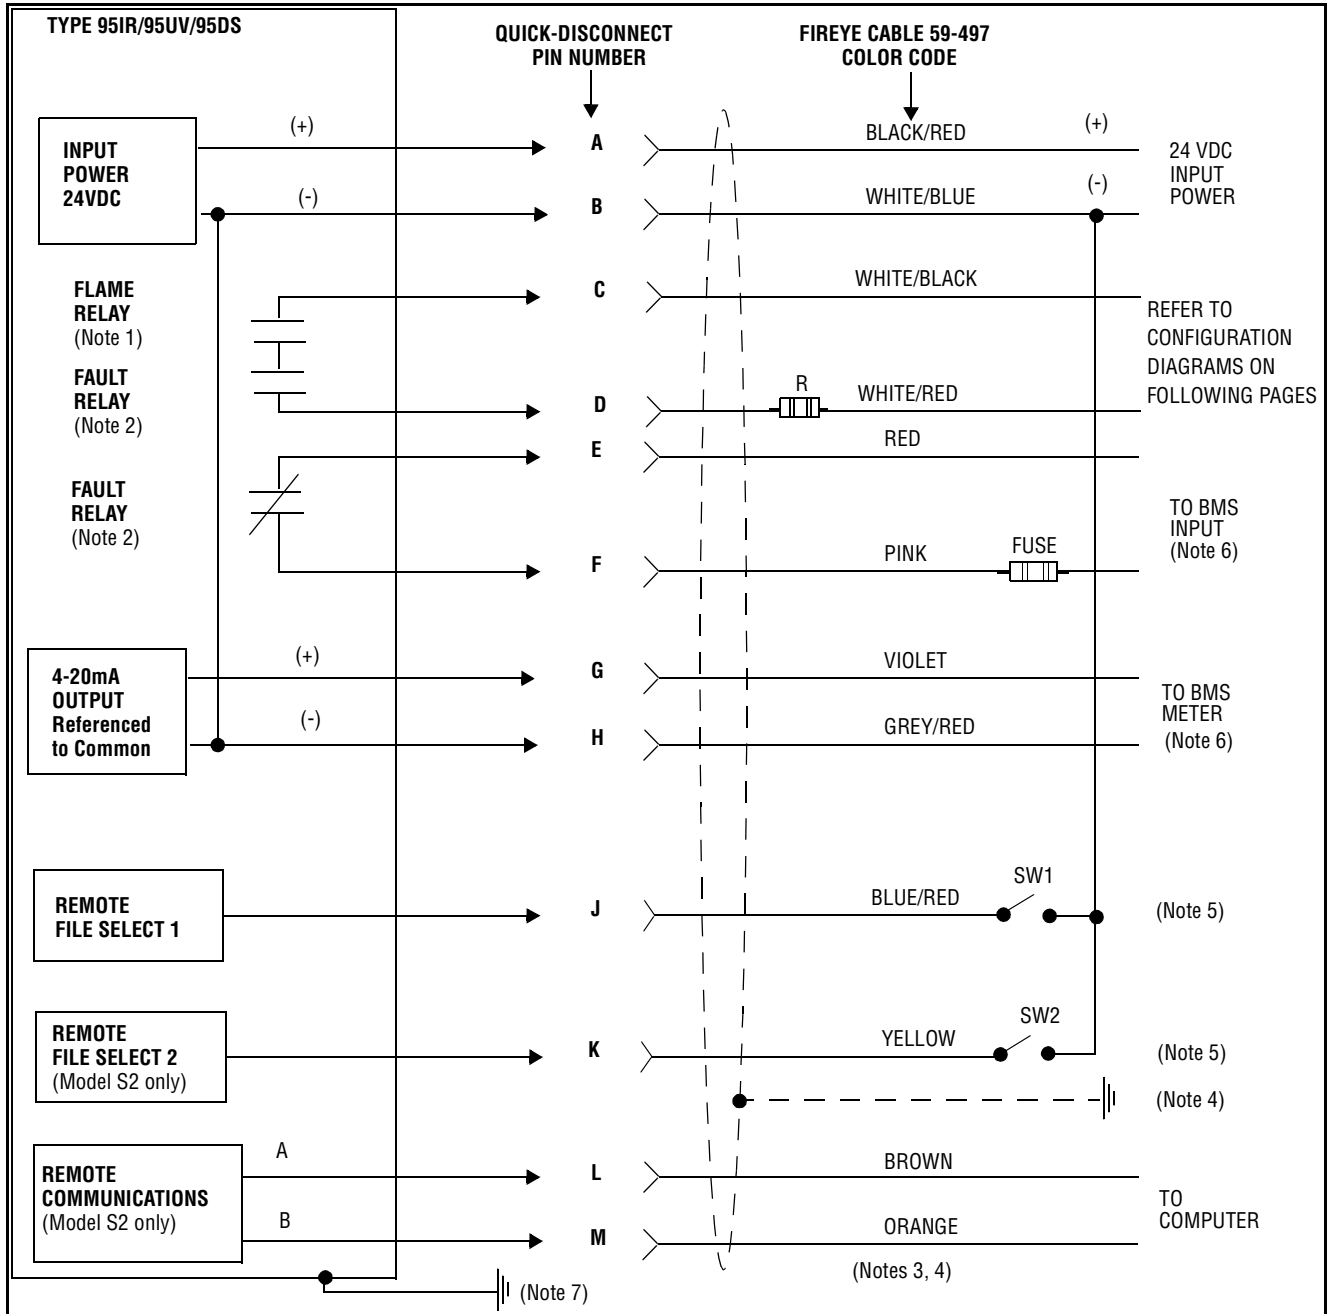 TYPE 95IR/95UV/95DS
QUICK-DISCONNECT
PIN NUMBER
FIREYE CABLE 59-497
COLOR CODE
INPUT
POWER
24VDC
(+)
A
BLACK/RED
(+)
24 VDC
INPUT
POWER
(-)
B
WHITE/BLUE
(-)
FLAME
RELAY
(Note 1)
C
WHITE/BLACK
REFER TO
CONFIGURATION
DIAGRAMS ON
FOLLOWING PAGES
FAULT
RELAY
(Note 2)
D
R
WHITE/RED
E
RED
FAULT
RELAY
(Note 2)
TO BMS
INPUT
(Note 6)
F
PINK
FUSE
4-20mA
OUTPUT
Referenced
to Common
(+)
G
VIOLET
TO BMS
METER
(Note 6)
(-)
H
GREY/RED
REMOTE
FILE SELECT 1
J
BLUE/RED
SW1
(Note 5)
REMOTE
FILE SELECT 2
(Model S2 only)
K
YELLOW
SW2
(Note 5)
(Note 4)
REMOTE
COMMUNICATIONS
(Model S2 only)
A
L
BROWN
TO
COMPUTER
B
M
ORANGE
(Notes 3, 4)
(Note 7)